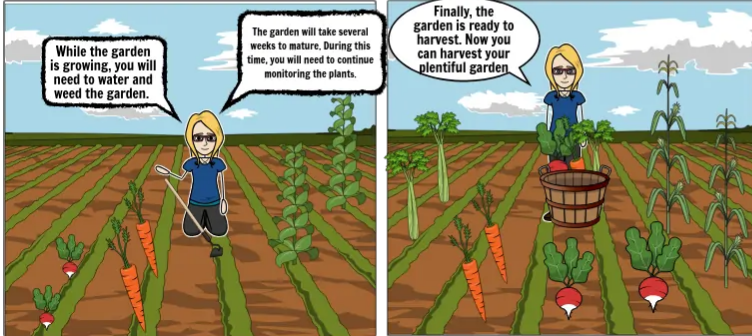 While the garden
is growing, you will
need to water and
weed the garden.
The garden will take several
weeks to mature. During this
time, you will need to continue
monitoring the plants.
Finally, the
garden is ready to
harvest. Now you
can harvest your
plentiful garden